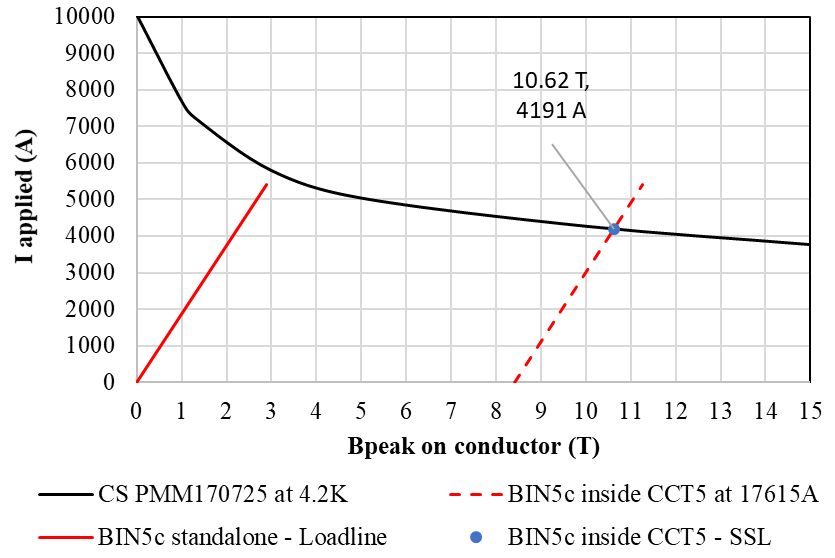 10000
9000
8000
7000
6000
5000
4000
3000
2000
1000
0
I applied (A)
10.62 T,
4191 A
0 1 2 3 4 5 6 7 8 9 10 11 12 13 14 15
Bpeak on conductor (T)
CS PMM170725 at 4.2K
BIN5c inside CCT5 at 17615A
BIN5c standalone - Loadline
BIN5c inside CCT5 - SSL